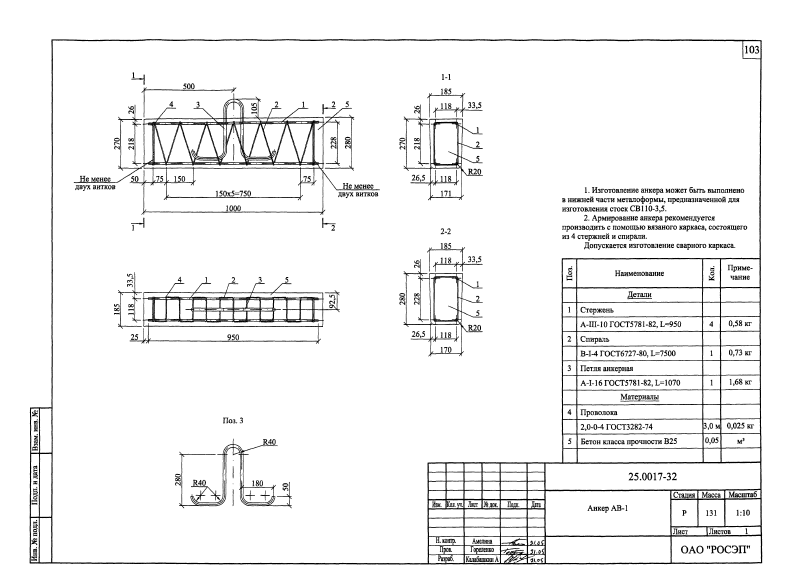 103
1
500
26
4
3
105
2
1
2
5
270
218
228
280
Не менее
двух витков
50
75
150
75
Не менее
двух витков
150х5=750
1000
1
2
1-1
185
118
33,5
26
270
218
1
2
5
R20
26,5
118
171
1. Изготовление анкера может быть выполнено
в нижней части металоформы, предназначенной для
изготовления стоек СВ110-3,5.
2. Армирование анкера рекомендуется
производить с помощью вязаного каркаса, состоящего
из 4 стержней и спирали.
Допускается изготовление сварного каркаса.
33,5
4
1
2
3
5
185
118
92,5
25
950
2-2
185
118
33,5
26
280
228
1
2
5
R20
26,5
118
170
Поз. Наименование Кол. Приме-
чание
Детали
1 Стержень
А-III-10 ГОСТ5781-82, L=950 4 0,58 кг
2 Спираль
В-I-4 ГОСТ6727-80, L=7500 1 0,73 кг
3 Петля анкерная
А-I-16 ГОСТ5781-82, L=1070 1 1,68 кг
Материалы
4 Проволока
2,0-0-4 ГОСТ3282-74 3,0 м 0,025 кг
5 Бетон класса прочности В25 0,05 м³
Поз. 3
R40
280
R40
180
50
Взам. инв. №
Подп. и дата
Инв. № подл.
25.0017-32
Изм. Кол. уч. Лист № док. Подп. Дата
Анкер АВ-1
Стадия Масса Масштаб
Р 131 1:10
Лист Листов 1
Н. контр. Амелина 21.05
Пров. Гореленко 21.05
Разраб. Калабашкин А 21.05
ОАО "РОСЭП"